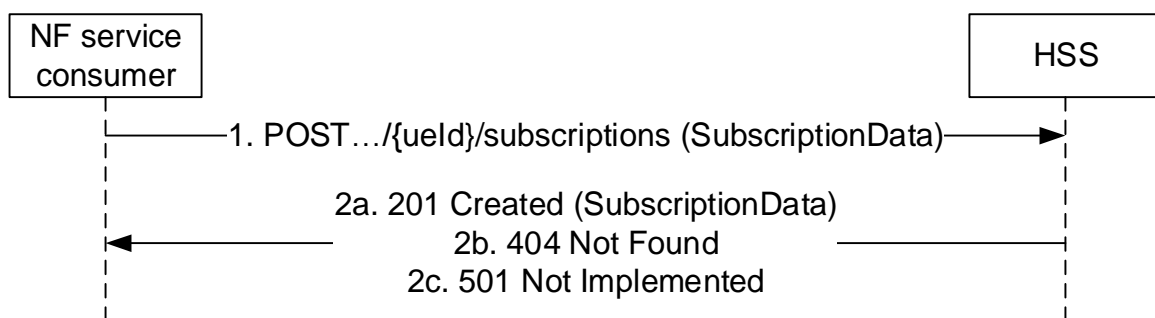 NF service
consumer
HSS
1. POST…/{ueId}/subscriptions (SubscriptionData)
2a. 201 Created (SubscriptionData)
2b. 404 Not Found
2c. 501 Not Implemented